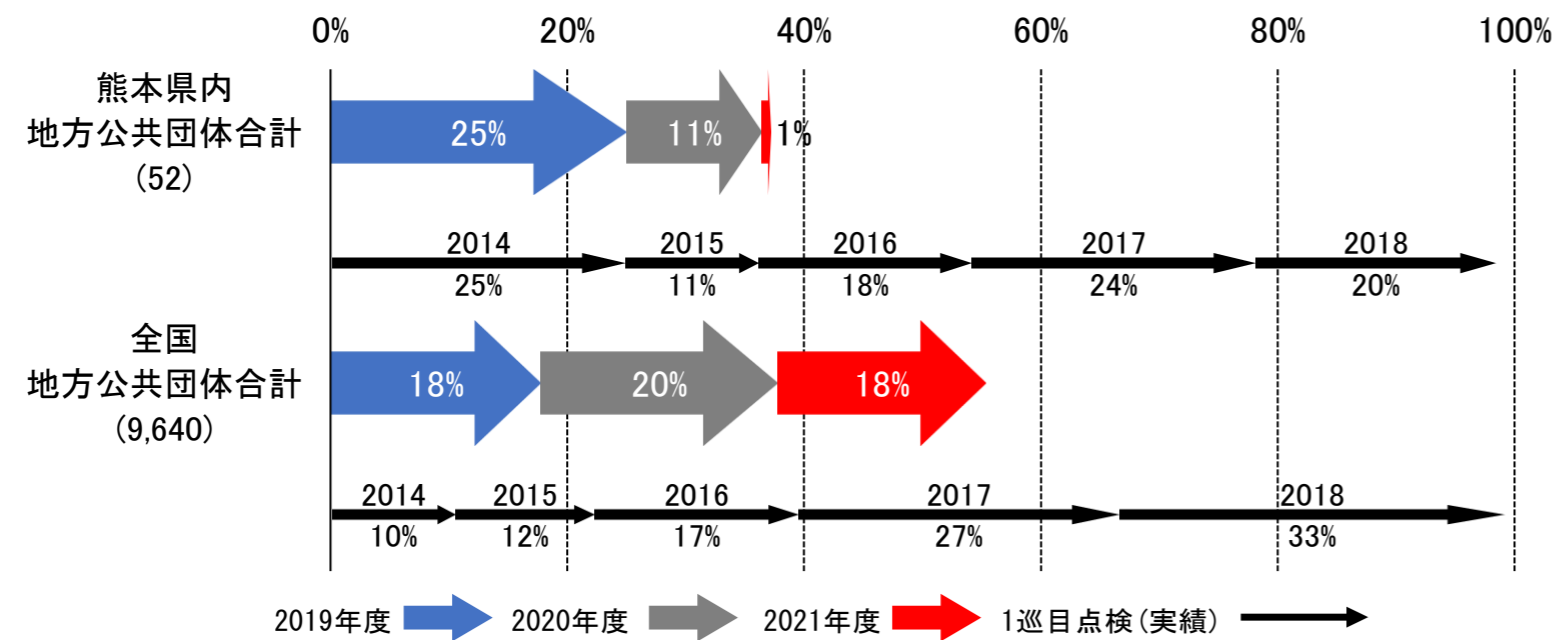 0% 20% 40% 60% 80% 100%
熊本県内
地方公共団体合計
(52)
25% 11% 1%
2014 2015 2016 2017 2018
25% 11% 18% 24% 20%
全国
地方公共団体合計
(9,640)
18% 20% 18%
2014 2015 2016 2017 2018
10% 12% 17% 27% 33%
2019年度 2020年度 2021年度 1巡目点検(実績)